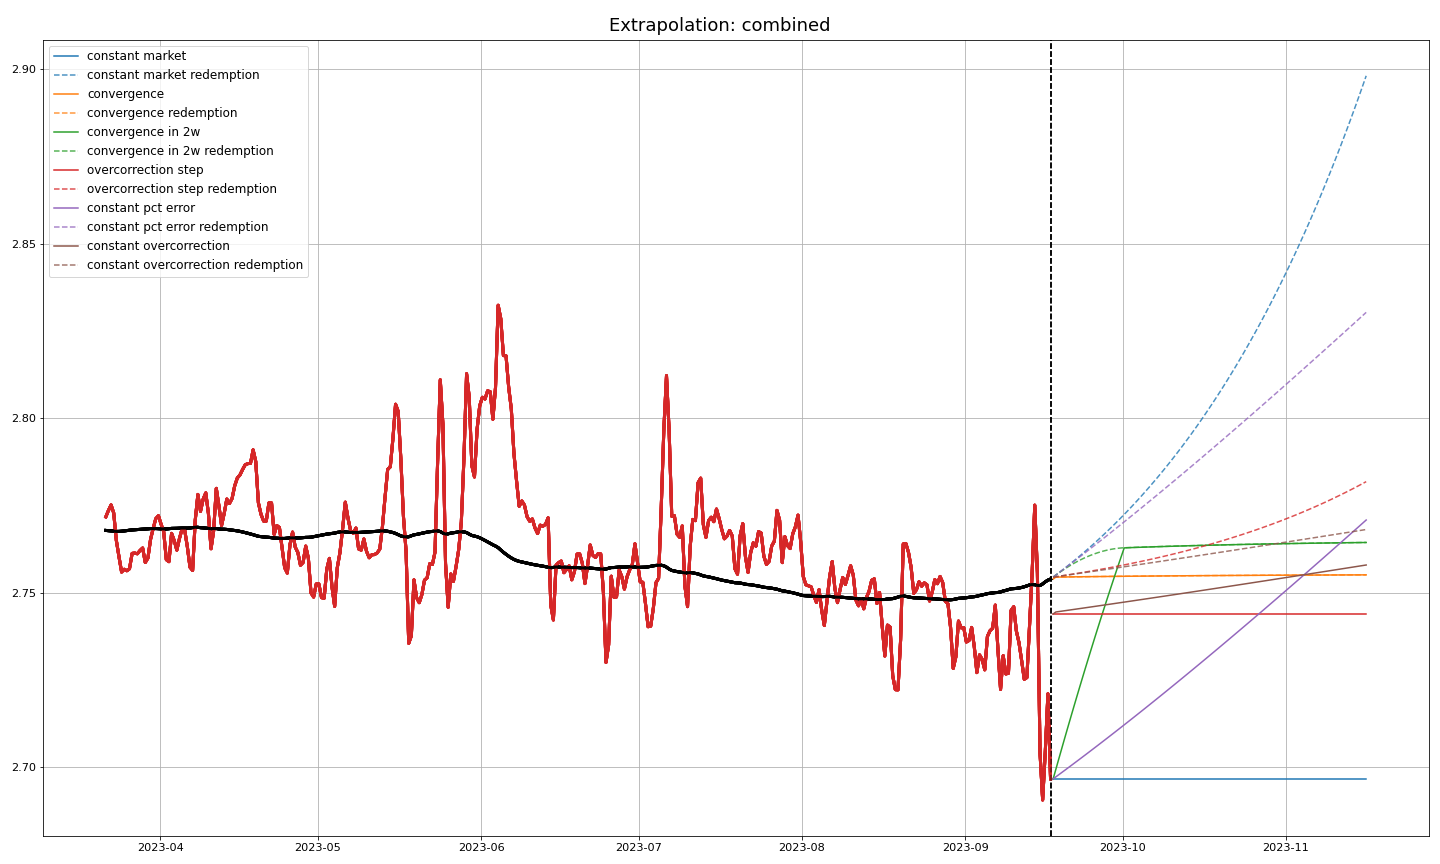 Extrapolation: combined
constant market
constant market redemption
convergence
convergence redemption
convergence in 2w
convergence in 2w redemption
overcorrection step
overcorrection step redemption
constant pct error
constant pct error redemption
constant overcorrection
constant overcorrection redemption
2.90
2.85
2.80
2.75
2.70
2023-04 2023-05 2023-06 2023-07 2023-08 2023-09 2023-10 2023-11